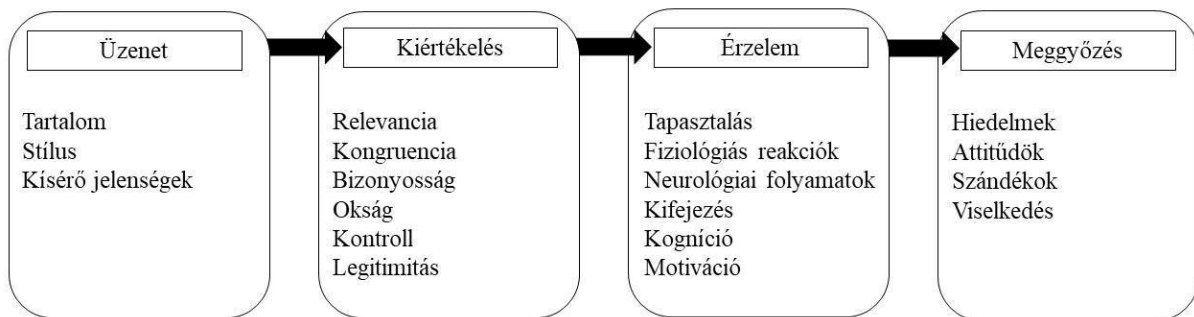 Üzenet
Tartalom
Stílus
Kísérő jelenségek
Kiértékelés
Relevancia
Kongruencia
Bizonyosság
Okság
Kontroll
Legitimitás
Érzelem
Tapasztalás
Fiziológiás reakciók
Neurológiai folyamatok
Kifejezés
Kogníció
Motiváció
Meggyőzés
Hiedelmek
Attitűdök
Szándékok
Viselkedés